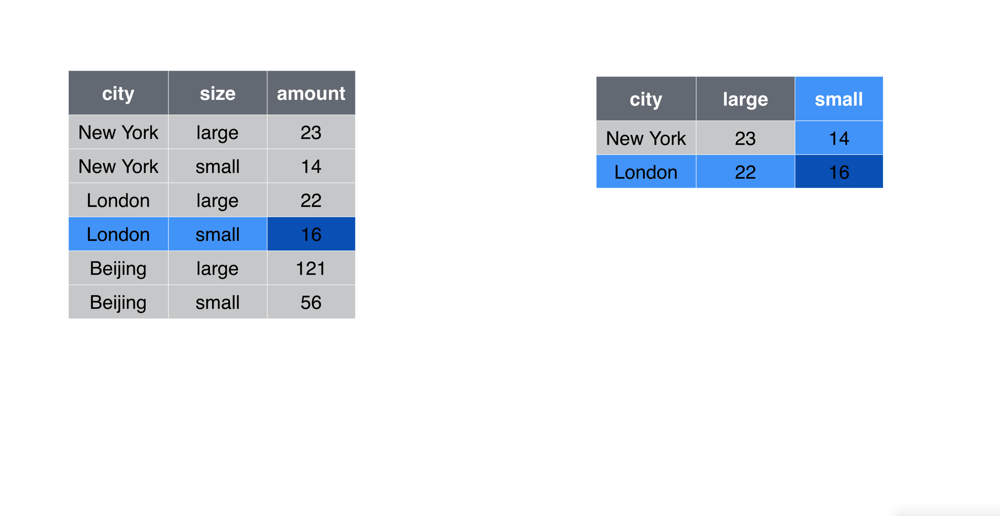 city size amount
New York large 23
New York small 14
London large 22
London small 16
Beijing large 121
Beijing small 56
city large small
New York 23 14
London 22 16